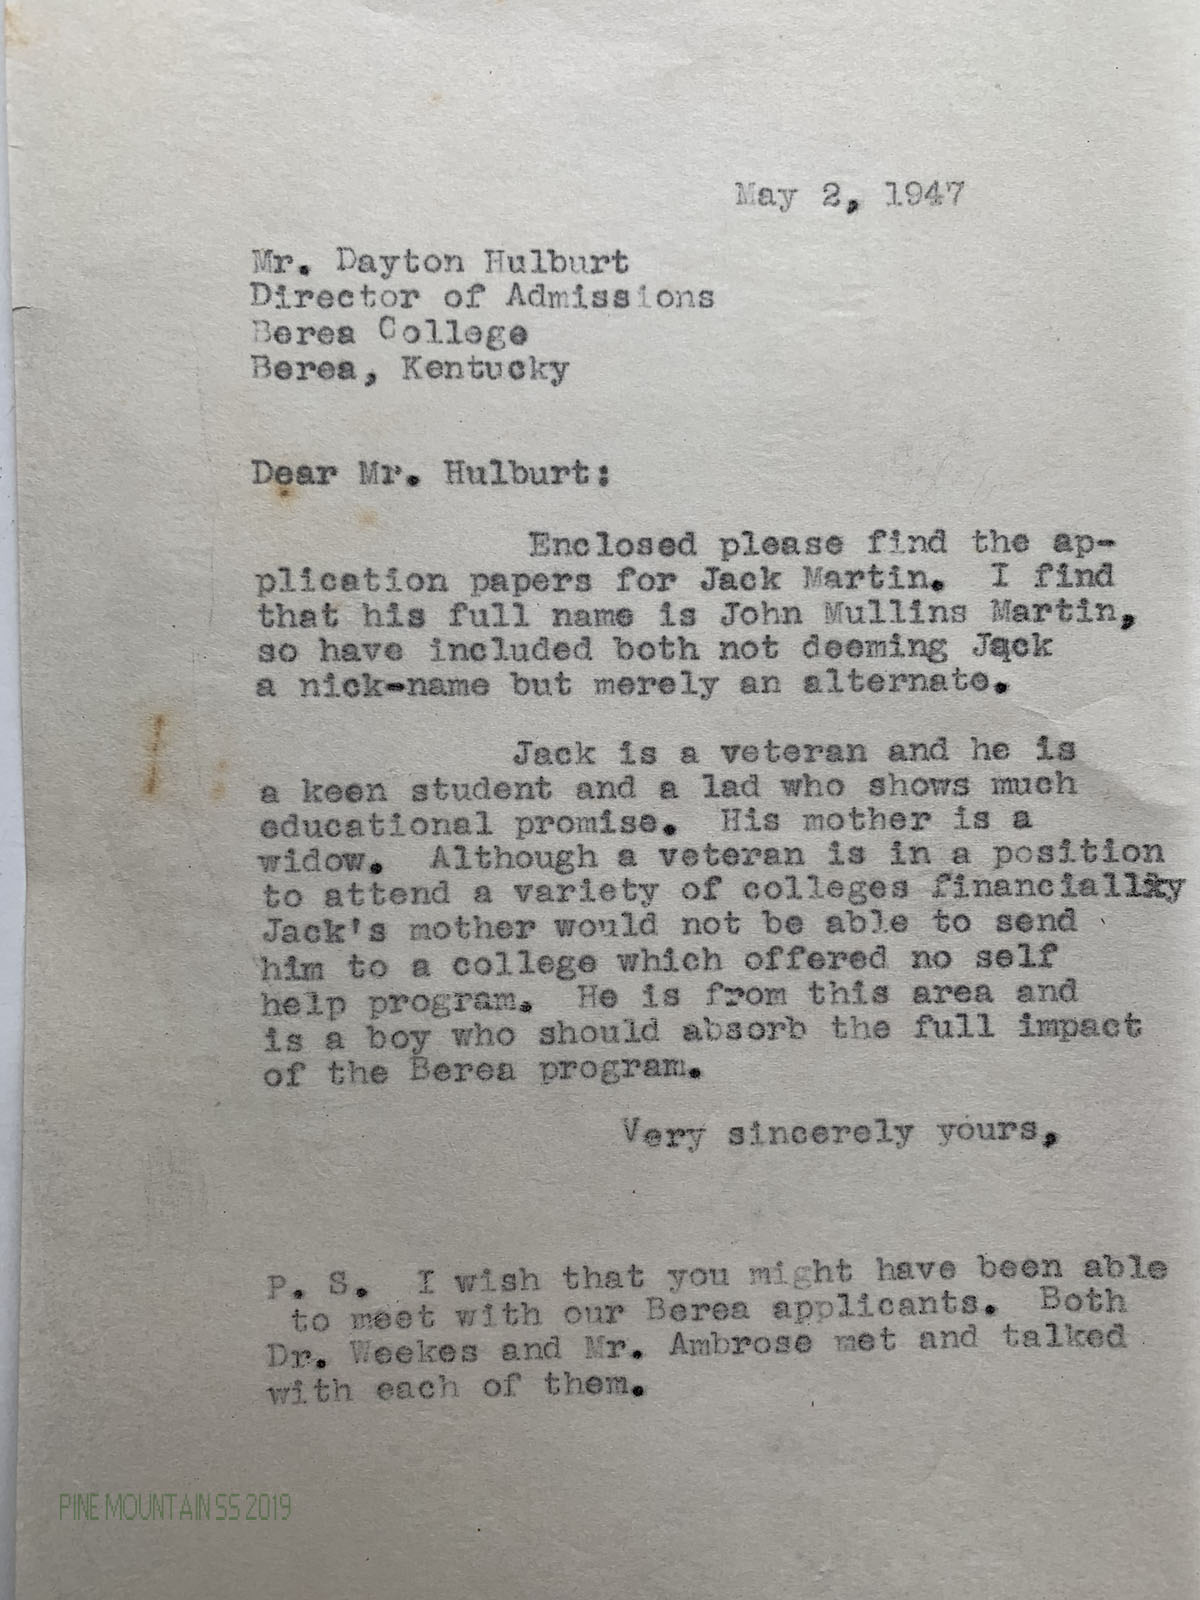 May 2, 1947
Mr. Dayton Hulburt
Director of Admissions
Berea College
Berea, Kentucky
Dear Mr. Hulburt:
Enclosed please find the ap-
plication papers for Jack Martin. I find
that his full name is John Mullins Martin,
so have included both not deeming Jack
a nick-name but merely an alternate.
Jack is a veteran and he is
a keen student and a lad who shows much
educational promise. His mother is a
widow. Although a veteran is in a position
to attend a variety of colleges financially
Jack's mother would not be able to send
him to a college which offered no self
help program. He is from this area and
is a boy who should absorb the full impact
of the Berea program.
Very sincerely yours,
P. S. I wish that you might have been able
to meet with our Berea applicants. Both
Dr. Weekes and Mr. Ambrose met and talked
with each of them.
PINE MOUNTAIN SS 2019